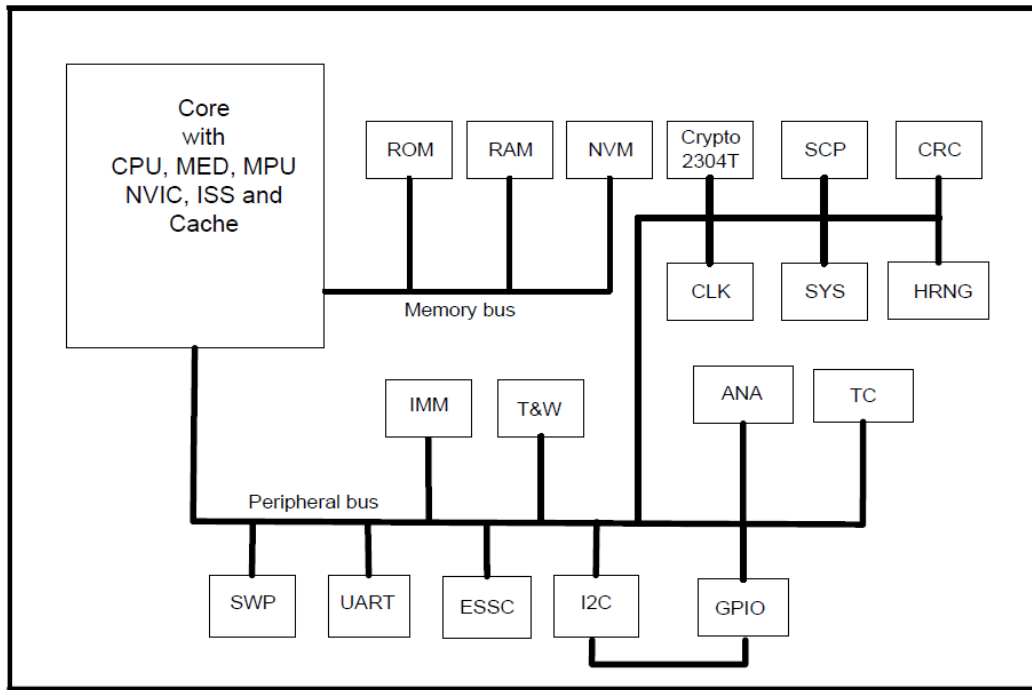 Core
with
CPU, MED, MPU
NVIC, ISS and
Cache
ROM
RAM
NVM
Crypto
2304T
SCP
CRC
Memory bus
CLK
SYS
HRNG
IMM
T&W
ANA
TC
Peripheral bus
SWP
UART
ESSC
I2C
GPIO